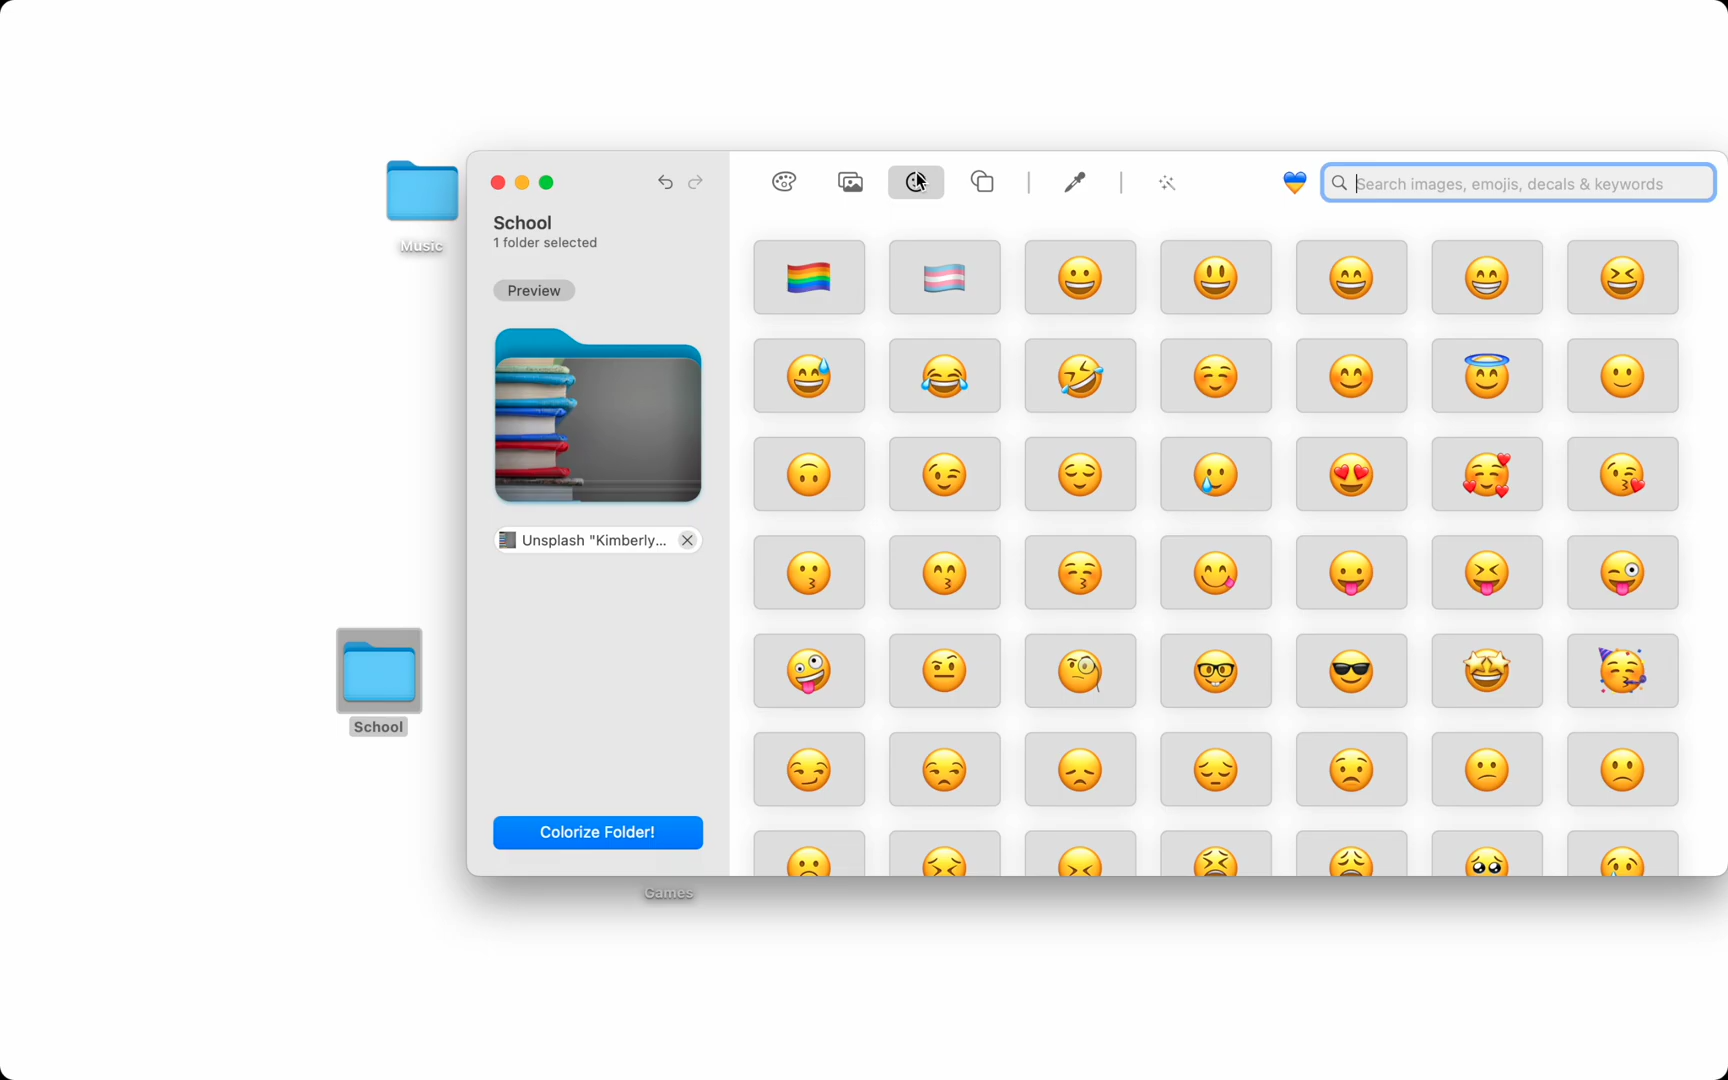 Music
School
1 folder selected
Preview
Unsplash "Kimberly...
Colorize Folder!
Search images, emojis, decals & keywords
School
Games